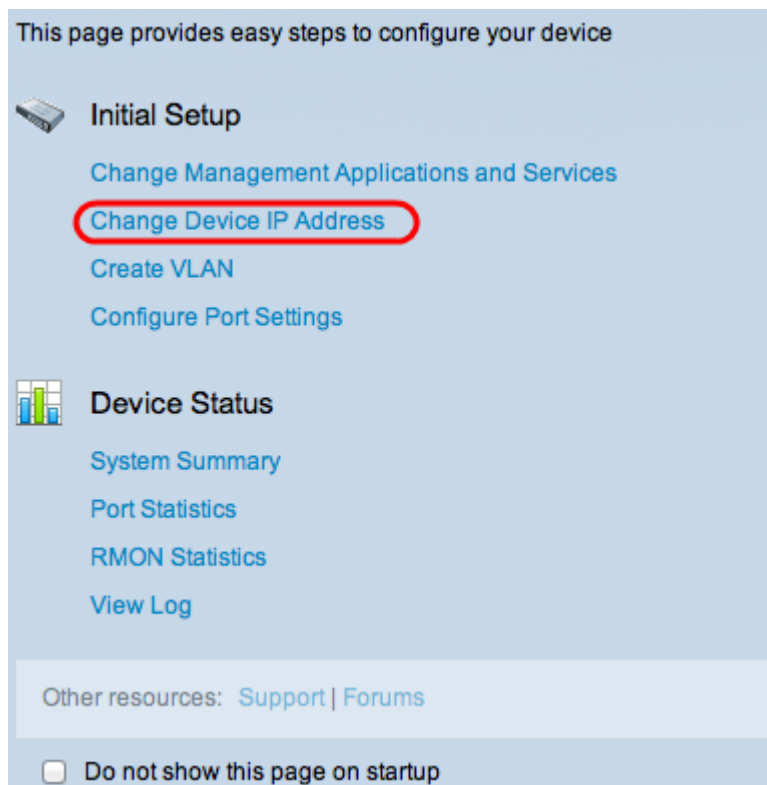 This page provides easy steps to configure your device
Initial Setup
Change Management Applications and Services
Change Device IP Address
Create VLAN
Configure Port Settings
Device Status
System Summary
Port Statistics
RMON Statistics
View Log
Other resources: Support | Forums
Do not show this page on startup